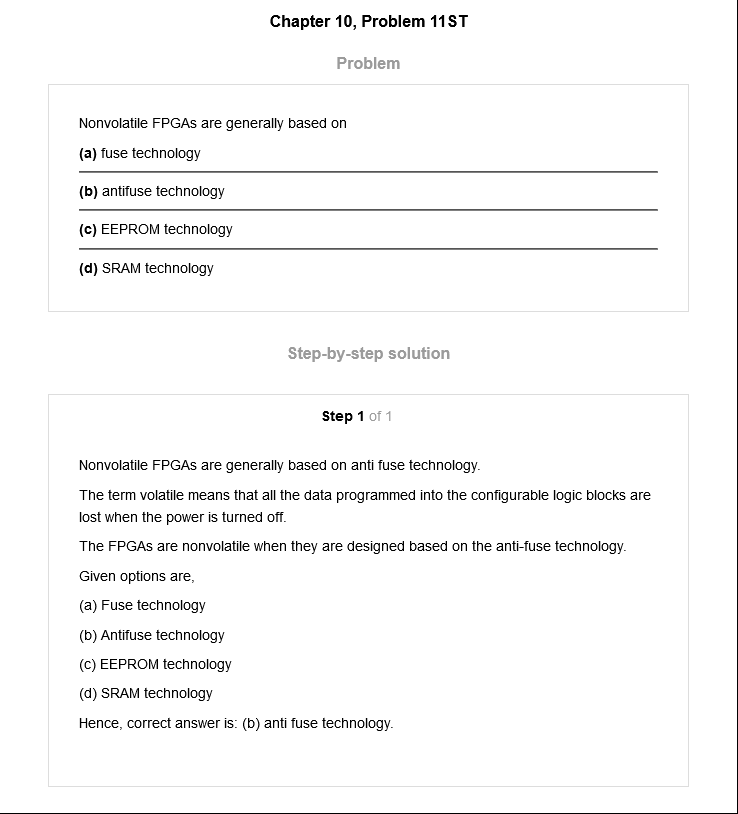 Chapter 10, Problem 11ST
Problem
Nonvolatile FPGAs are generally based on
(a) fuse technology
(b) antifuse technology
(c) EEPROM technology
(d) SRAM technology
Step-by-step solution
Step 1 of 1
Nonvolatile FPGAs are generally based on anti fuse technology.
The term volatile means that all the data programmed into the configurable logic blocks are
lost when the power is turned off.
The FPGAs are nonvolatile when they are designed based on the anti-fuse technology.
Given options are,
(a) Fuse technology
(b) Antifuse technology
(c) EEPROM technology
(d) SRAM technology
Hence, correct answer is: (b) anti fuse technology.